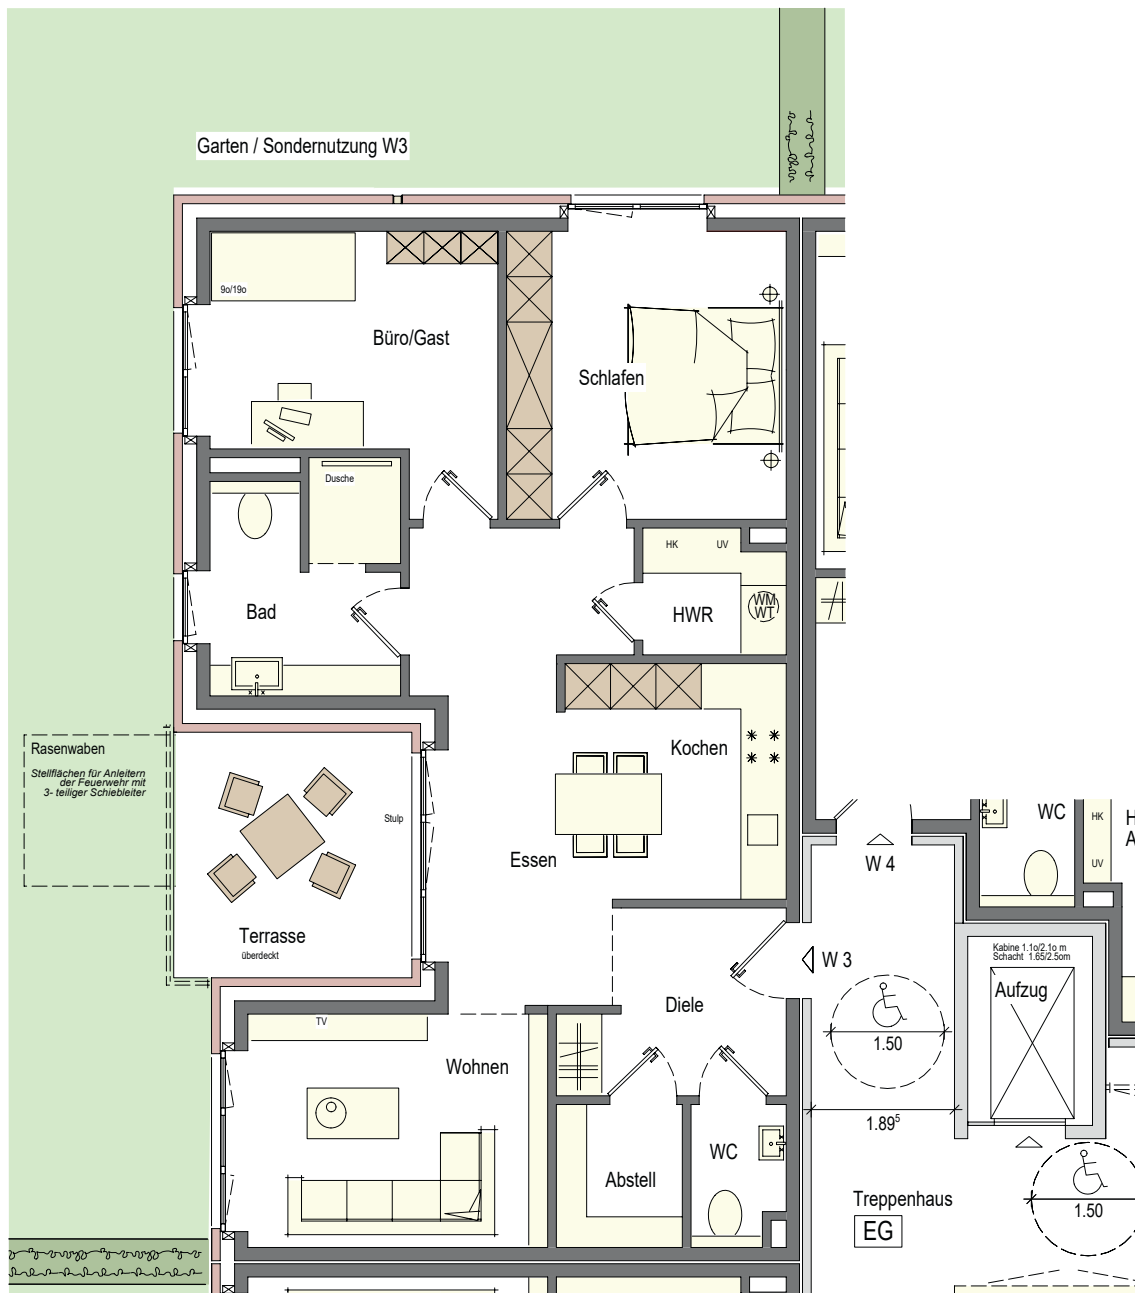 Garten / Sondernutzung W3
9o/19o
Büro/Gast
Schlafen
Dusche
HK
UV
Bad
HWR
WM
WT
Rasenwaben
Stellflächen für Anleitern
der Feuerwehr mit
3- teiliger Schiebleiter
Kochen
Stulp
Essen
Terrasse
überdeckt
WC
HK
UV
H
A
W 4
W 3
Kabine 1.1o/2.1o m
Schacht 1.65/2.5om
Aufzug
Diele
1.50
TV
Wohnen
1.89⁵
WC
Abstell
Treppenhaus
EG
1.50